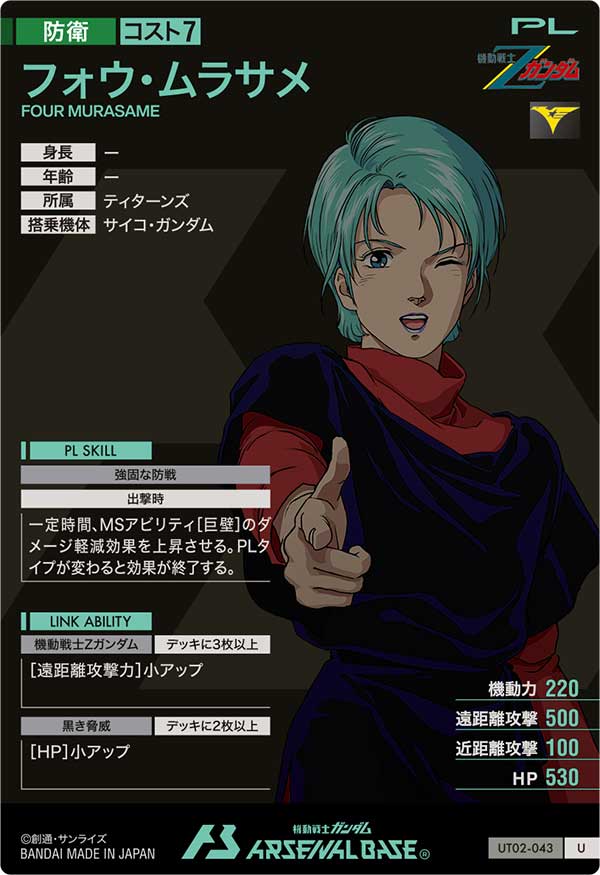 防衛 コスト7
PL
フォウ・ムラサメ
FOUR MURASAME
機動戦士
Zガンダム
身長 ー
年齢 ー
所属 ティターンズ
搭乗機体 サイコ・ガンダム
PL SKILL
強固な防戦
出撃時
一定時間、MSアビリティ[巨壁]のダ
メージ軽減効果を上昇させる。PLタ
イプが変わると効果が終了する。
LINK ABILITY
機動戦士Zガンダム デッキに3枚以上
[遠距離攻撃力]小アップ
黒き脅威 デッキに2枚以上
[HP]小アップ
機動力 220
遠距離攻撃 500
近距離攻撃 100
HP 530
©創通・サンライズ
BANDAI MADE IN JAPAN
機動戦士ガンダム
ARSENAL BASE®
UT02-043 U